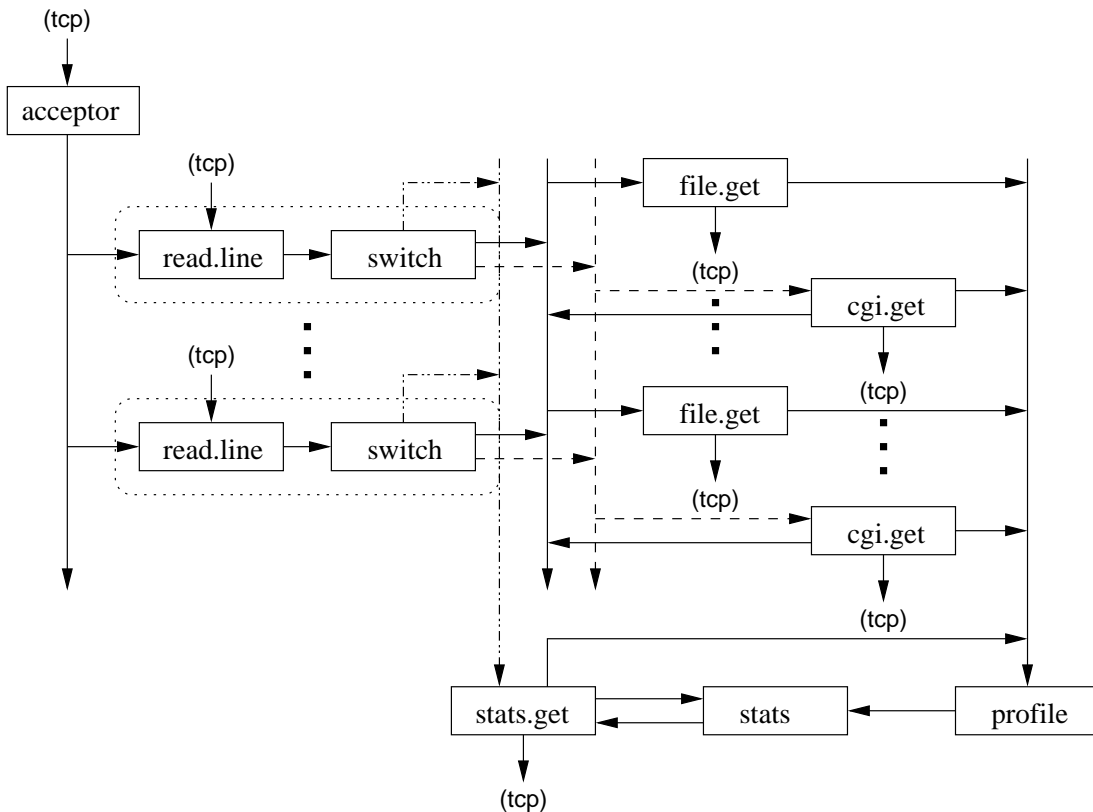 (tcp)
acceptor
(tcp)
file.get
read.line
switch
(tcp)
cgi.get
(tcp)
(tcp)
file.get
read.line
switch
(tcp)
cgi.get
(tcp)
stats.get
stats
profile
(tcp)